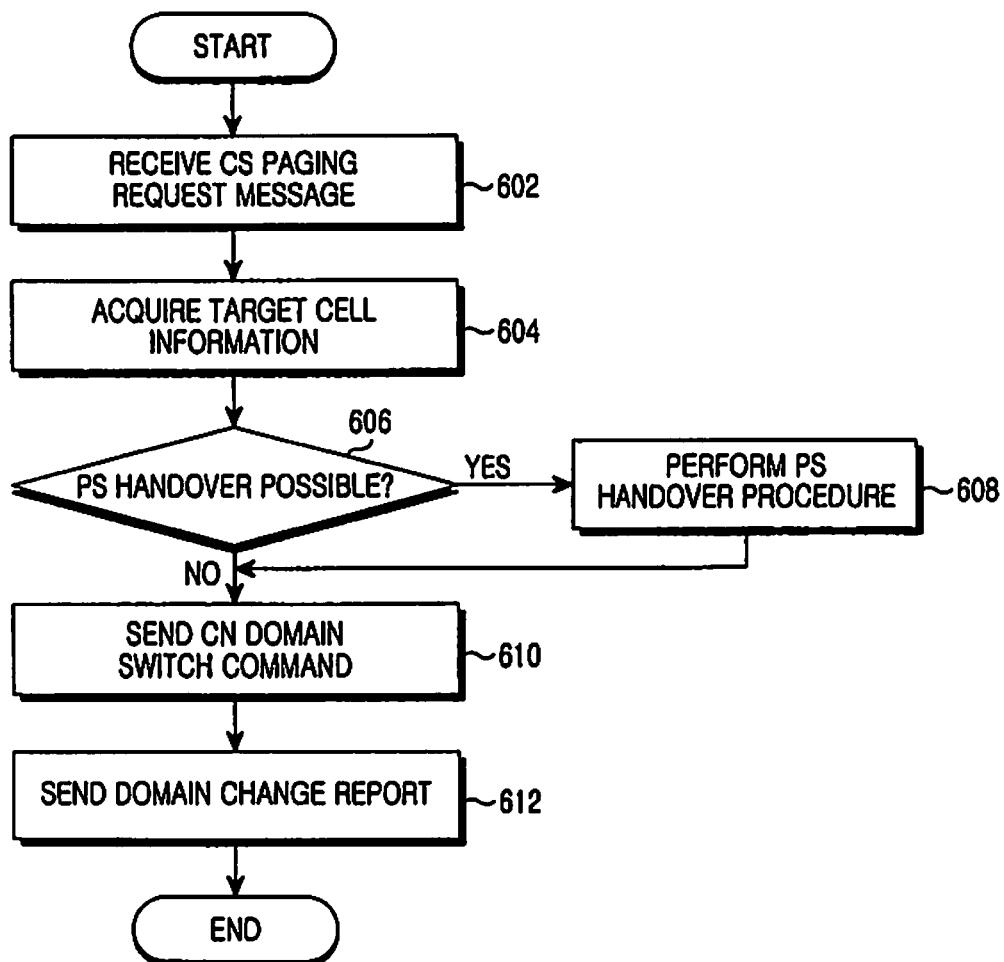 START
RECEIVE CS PAGING
REQUEST MESSAGE
602
ACQUIRE TARGET CELL
INFORMATION
604
606
PS HANDOVER POSSIBLE?
YES
PERFORM PS
HANDOVER PROCEDURE
608
NO
SEND CN DOMAIN
SWITCH COMMAND
610
SEND DOMAIN CHANGE REPORT
612
END